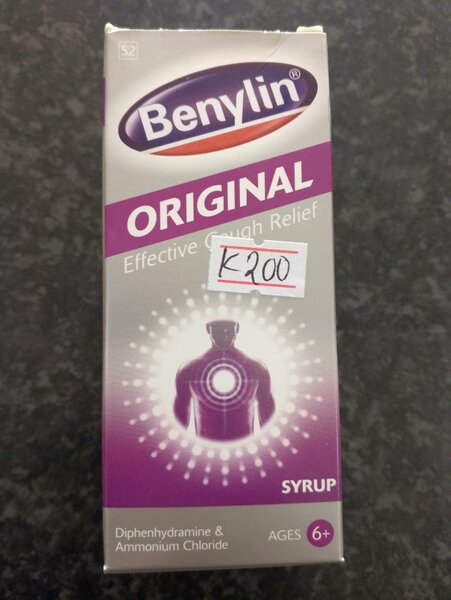 S2
Benylin®
ORIGINAL
Effective Cough Relief
K200
SYRUP
Diphenhydramine &
Ammonium Chloride
AGES 6+